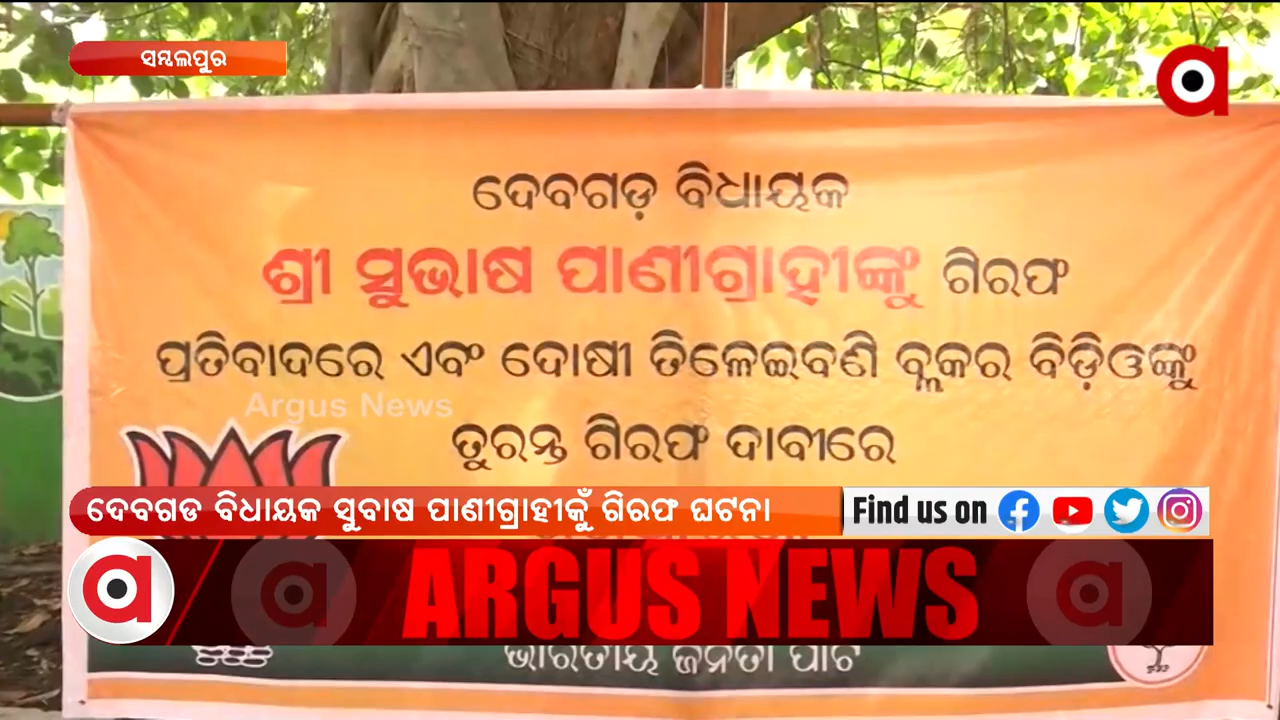 ସମ୍ବଲପୁର
ଦେବଗଡ଼ ବିଧାୟକ
ଶ୍ରୀ ସୁଭାଷ ପାଣୀଗ୍ରାହୀଙ୍କୁ ଗିରଫ
ପ୍ରତିବାଦରେ ଏବଂ ଦୋଷୀ ତିଳେଇବଣି ବ୍ଲକର ବିଡ଼ିଓଙ୍କୁ
Argus News
ତୁରନ୍ତ ଗିରଫ ଦାବୀରେ
ଦେବଗଡ ବିଧାୟକ ସୁବାଷ ପାଣୀଗ୍ରାହୀଙ୍କୁ ଗିରଫ ଘଟନା
Find us on
ARGUS NEWS
ଭାରତୀୟ ଜନତା ପାର୍ଟି